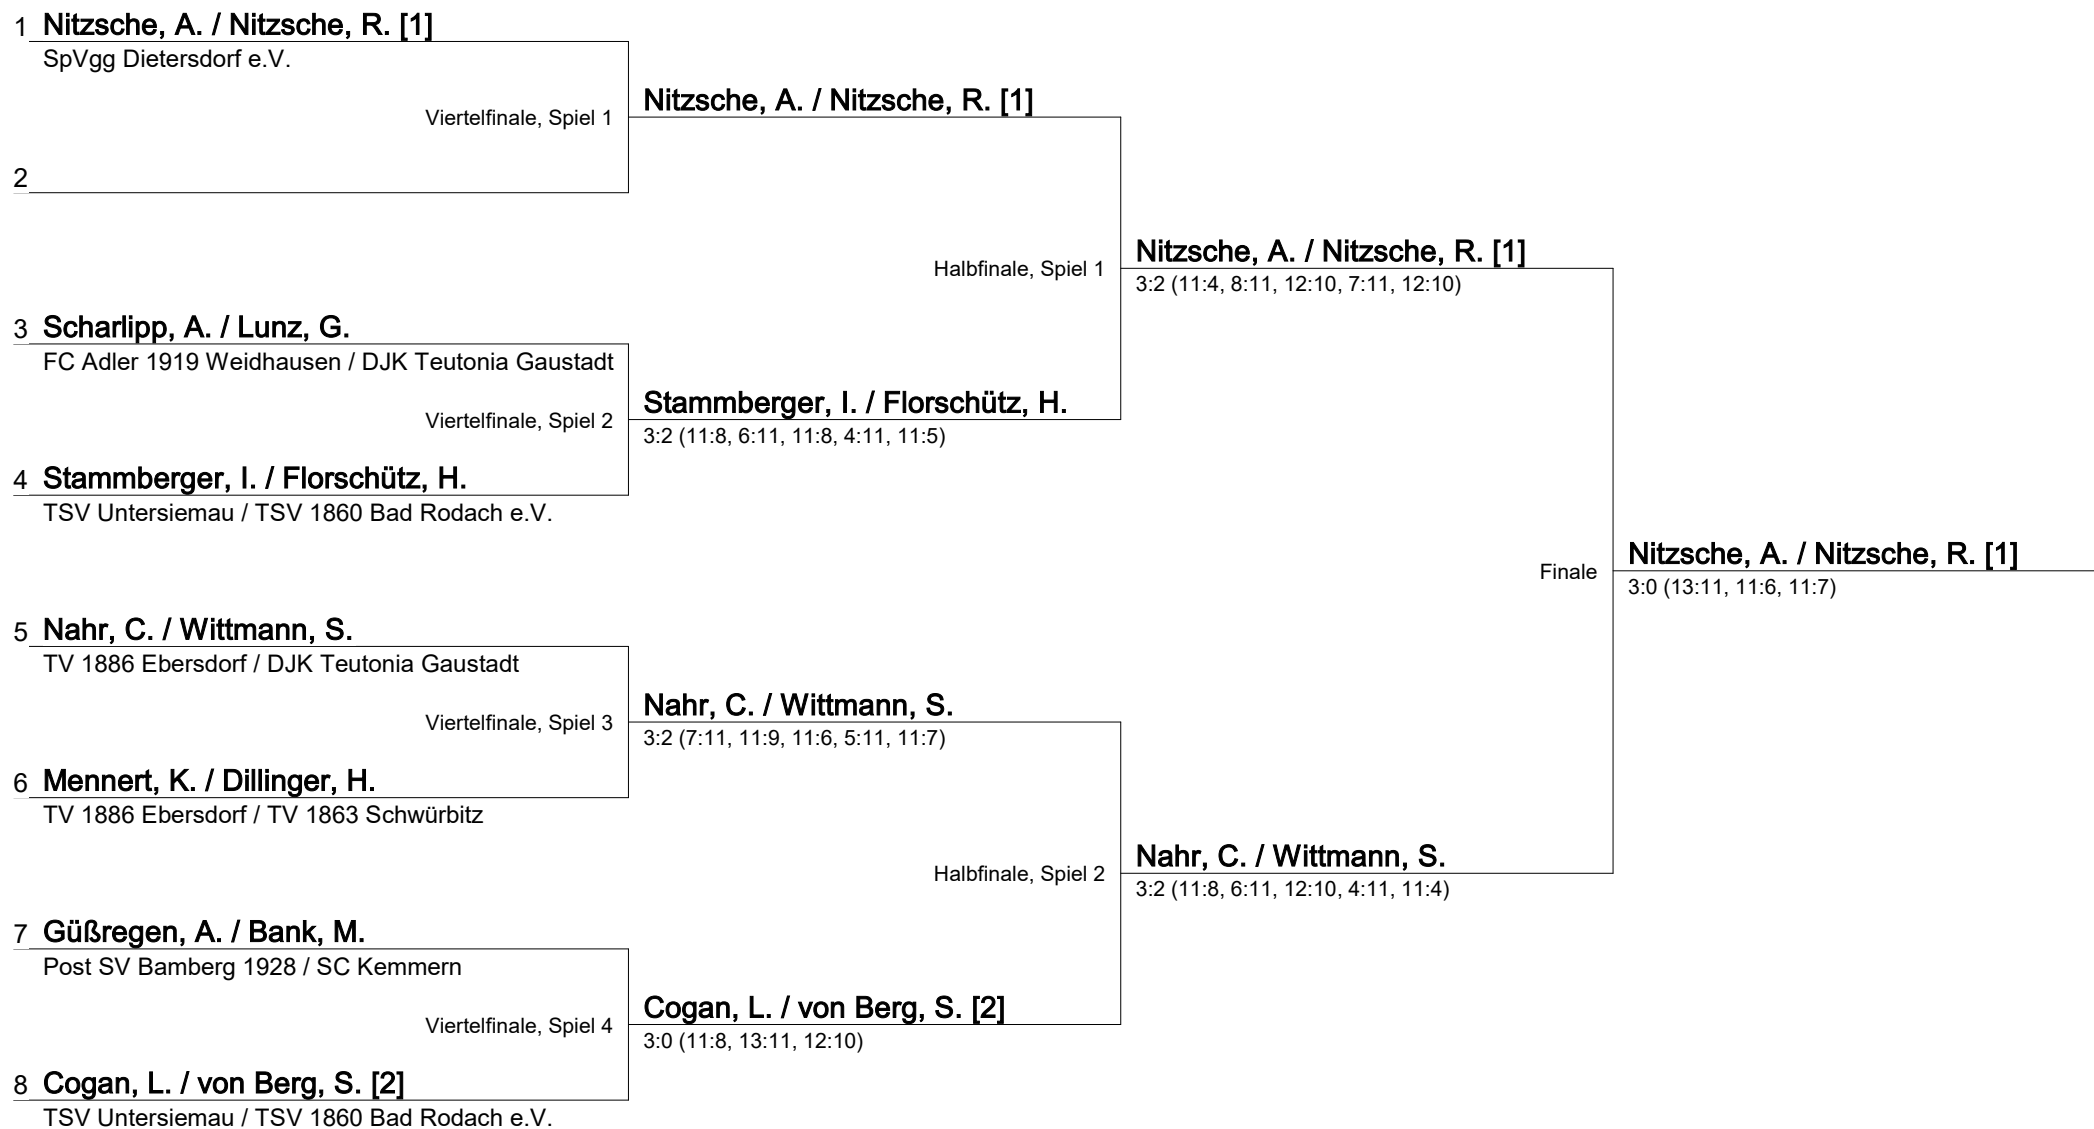 1 Nitzsche, A. / Nitzsche, R. [1]
SpVgg Dietersdorf e.V.
Viertelfinale, Spiel 1
Nitzsche, A. / Nitzsche, R. [1]
2
Halbfinale, Spiel 1
Nitzsche, A. / Nitzsche, R. [1]
3:2 (11:4, 8:11, 12:10, 7:11, 12:10)
3 Scharlipp, A. / Lunz, G.
FC Adler 1919 Weidhausen / DJK Teutonia Gaustadt
Viertelfinale, Spiel 2
Stammberger, I. / Florschütz, H.
3:2 (11:8, 6:11, 11:8, 4:11, 11:5)
4 Stammberger, I. / Florschütz, H.
TSV Untersiemau / TSV 1860 Bad Rodach e.V.
Finale
Nitzsche, A. / Nitzsche, R. [1]
3:0 (13:11, 11:6, 11:7)
5 Nahr, C. / Wittmann, S.
TV 1886 Ebersdorf / DJK Teutonia Gaustadt
Viertelfinale, Spiel 3
Nahr, C. / Wittmann, S.
3:2 (7:11, 11:9, 11:6, 5:11, 11:7)
6 Mennert, K. / Dillinger, H.
TV 1886 Ebersdorf / TV 1863 Schwürbitz
Halbfinale, Spiel 2
Nahr, C. / Wittmann, S.
3:2 (11:8, 6:11, 12:10, 4:11, 11:4)
7 Güßregen, A. / Bank, M.
Post SV Bamberg 1928 / SC Kemmern
Viertelfinale, Spiel 4
Cogan, L. / von Berg, S. [2]
3:0 (11:8, 13:11, 12:10)
8 Cogan, L. / von Berg, S. [2]
TSV Untersiemau / TSV 1860 Bad Rodach e.V.